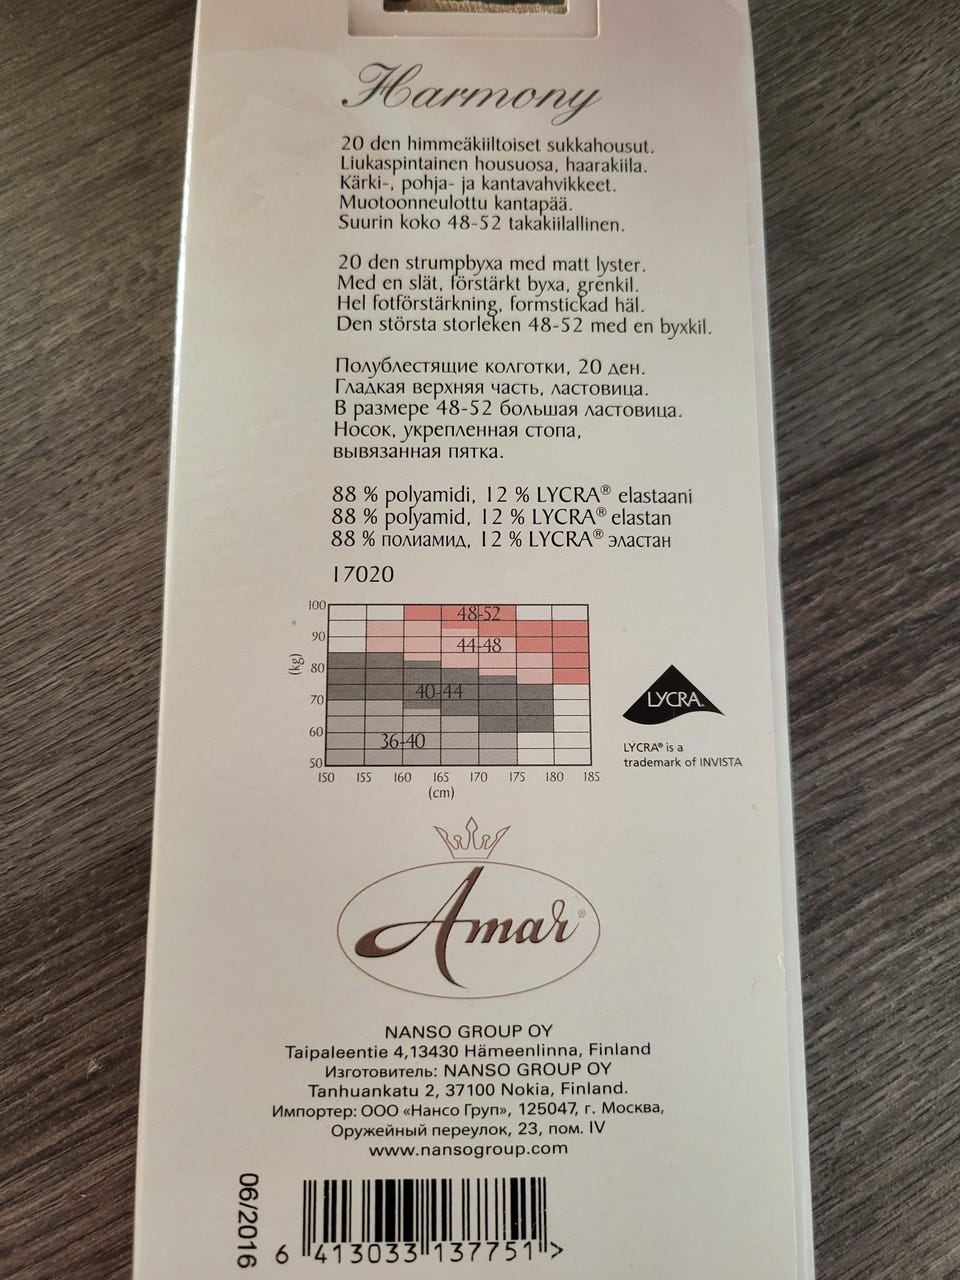 Harmony
20 den himmeäkiiltoiset sukkahousut.
Liukaspintainen housuosa, haarakiila.
Kärki-, pohja- ja kantavahvikkeet.
Muotoonneulottu kantapää.
Suurin koko 48-52 takakiilallinen.
20 den strumpbyxa med matt lyster.
Med en slät, förstärkt byxa, grenkil.
Hel fotförstärkning, formstickad häl.
Den största storleken 48-52 med en byxkil.
Полублестящие колготки, 20 ден.
Гладкая верхняя часть, ластовица.
В размере 48-52 большая ластовица.
Носок, укрепленная стопа,
вывязанная пятка.
88 % polyamidi, 12 % LYCRA® elastaani
88 % polyamid, 12 % LYCRA® elastan
88 % полиамид, 12 % LYCRA® эластан
17020
100
90
80
70
60
50
(kg)
48-52
44-48
40-44
36-40
150 155 160 165 170 175 180 185
(cm)
LYCRA®
LYCRA® is a
trademark of INVISTA
Amar®
NANSO GROUP OY
Taipaleentie 4,13430 Hämeenlinna, Finland
Изготовитель: NANSO GROUP OY
Tanhuankatu 2, 37100 Nokia, Finland.
Импортер: ООО «Нансо Груп», 125047, г. Москва,
Оружейный переулок, 23, пом. IV
www.nansogroup.com
06/2016
6 413033 137751 >